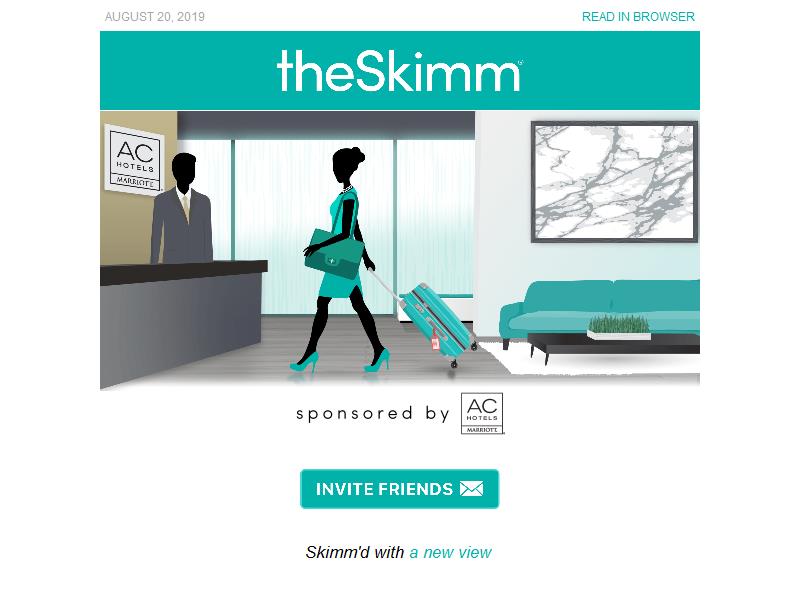 AUGUST 20, 2019
READ IN BROWSER
theSkimm®
AC
HOTELS
MARRIOTT
sponsored by
AC
HOTELS
MARRIOTT
INVITE FRIENDS
Skimm'd with a new view